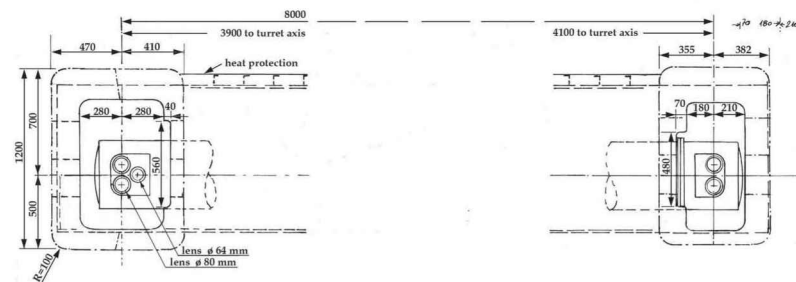 8000
3900 to turret axis
4100 to turret axis
470
410
355
382
heat protection
280
280
40
70
180
210
1200
700
500
560
480
lens ø 64 mm
lens ø 80 mm
R=100